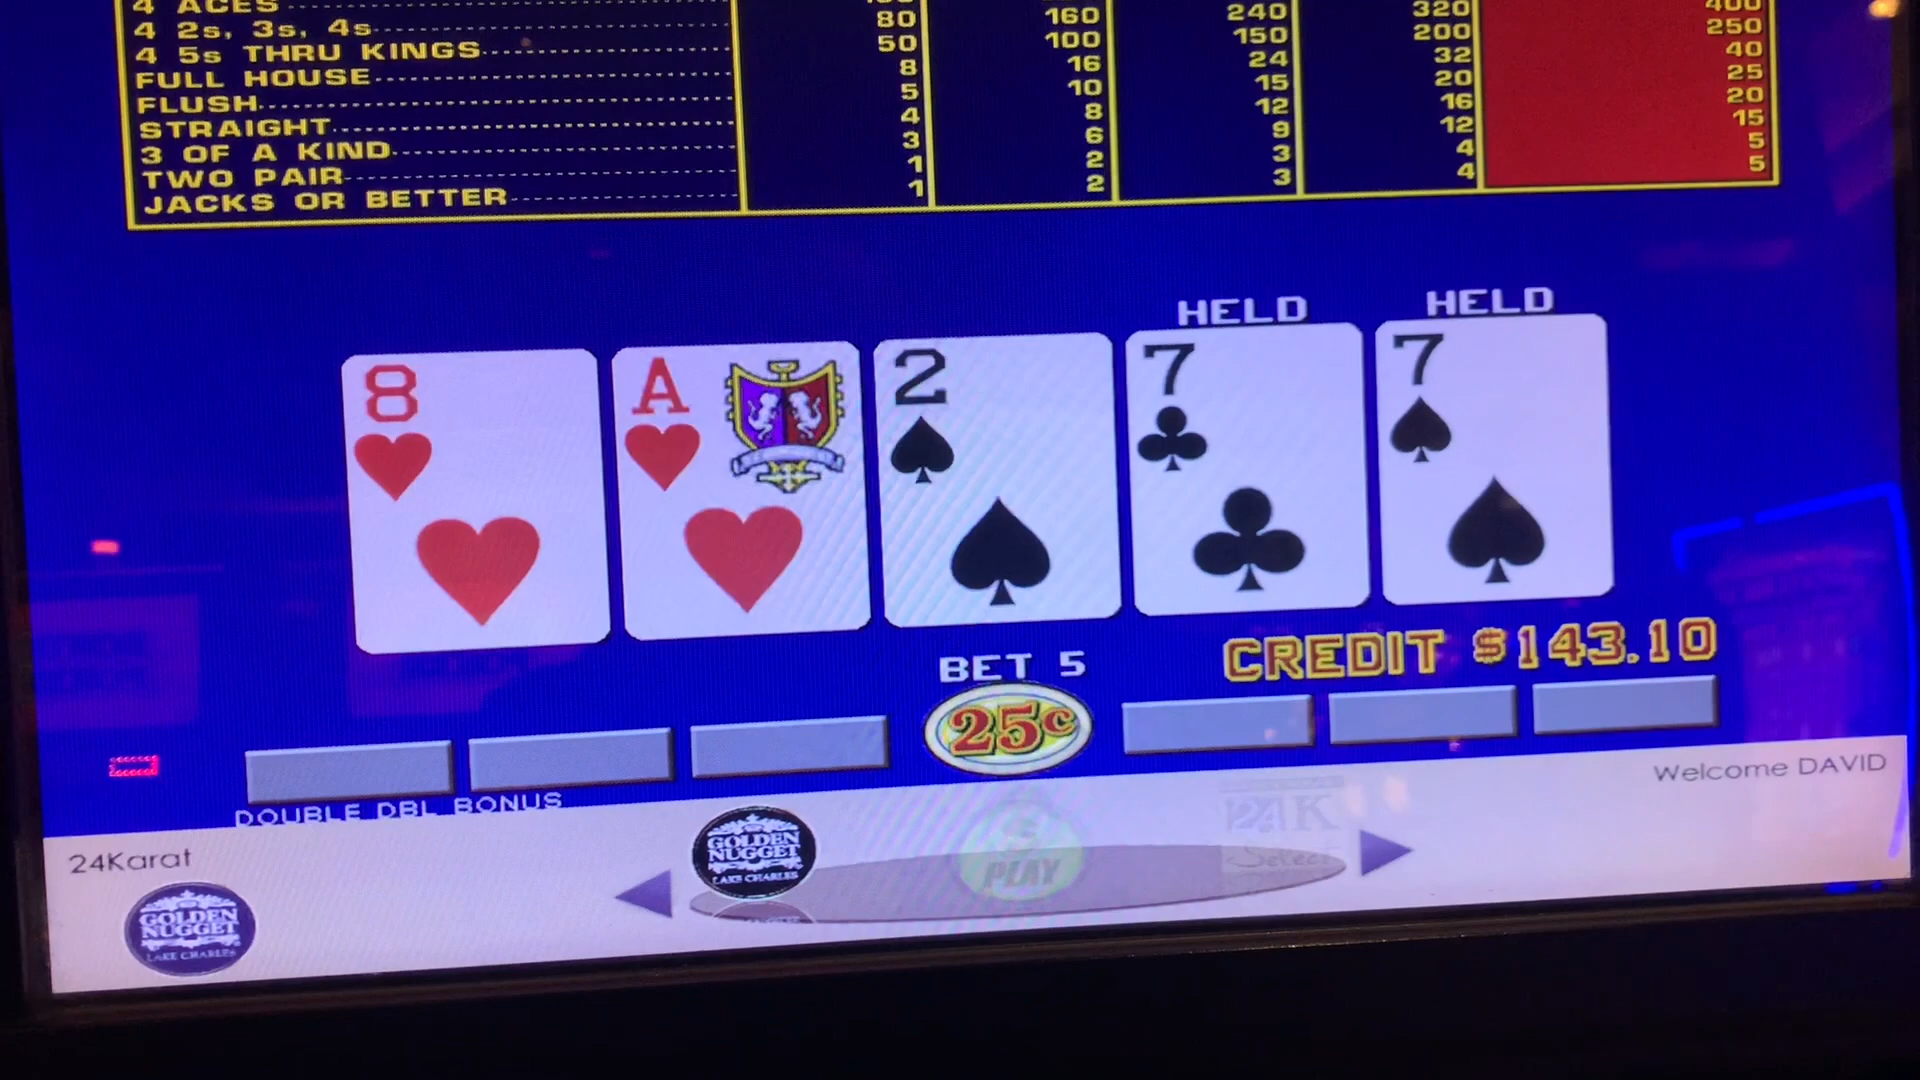 4 ACES 400
4 2s, 3s, 4s 80 160 240 320 250
4 5s THRU KINGS 50 100 150 200 40
FULL HOUSE 8 16 24 32 25
FLUSH 5 10 15 20 20
STRAIGHT 4 8 12 16 15
3 OF A KIND 3 6 9 12 5
TWO PAIR 1 2 3 4 5
JACKS OR BETTER 1 2 3 4
HELD HELD
8 A 2 7 7
BET 5 CREDIT $143.10
25¢
DOUBLE DBL BONUS
Welcome DAVID
24Karat
GOLDEN NUGGET
LAKE CHARLES
$ PLAY
24K
Select
GOLDEN NUGGET
LAKE CHARLES